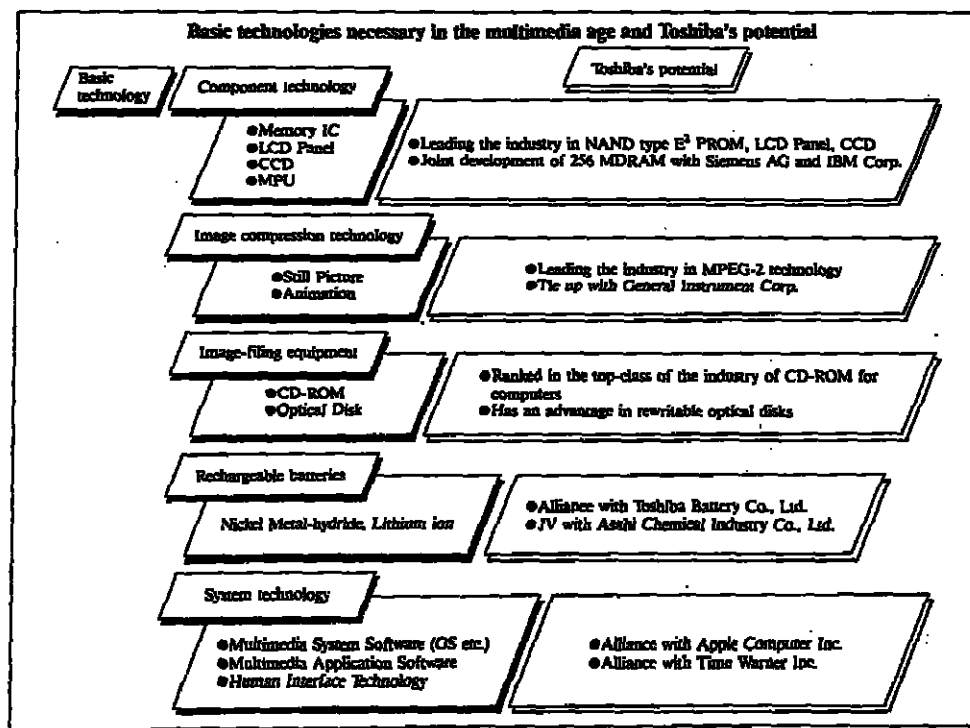 Basic technologies necessary in the multimedia age and Toshiba's potential
Basic
technology
Component technology
Toshiba's potential
●Memory IC
●LCD Panel
●CCD
●MPU
●Leading the industry in NAND type E² PROM, LCD Panel, CCD
●Joint development of 256 MDRAM with Siemens AG and IBM Corp.
Image compression technology
●Still Picture
●Animation
●Leading the industry in MPEG-2 technology
●Tie up with General Instrument Corp.
Image-filing equipment
●CD-ROM
●Optical Disk
●Ranked in the top-class of the industry of CD-ROM for
computers
●Has an advantage in rewritable optical disks
Rechargeable batteries
Nickel Metal-hydride, Lithium ion
●Alliance with Toshiba Battery Co., Ltd.
●JV with Asahi Chemical Industry Co., Ltd.
System technology
●Multimedia System Software (OS etc.)
●Multimedia Application Software
●Human Interface Technology
●Alliance with Apple Computer Inc.
●Alliance with Time Warner Inc.